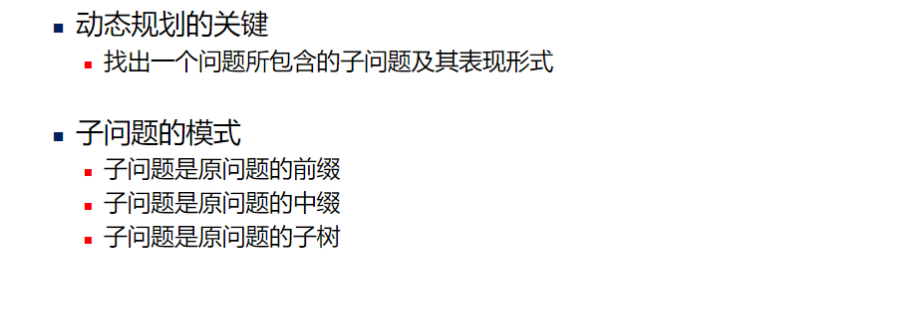 动态规划的关键
找出一个问题所包含的子问题及其表现形式
子问题的模式
子问题是原问题的前缀
子问题是原问题的中缀
子问题是原问题的子树